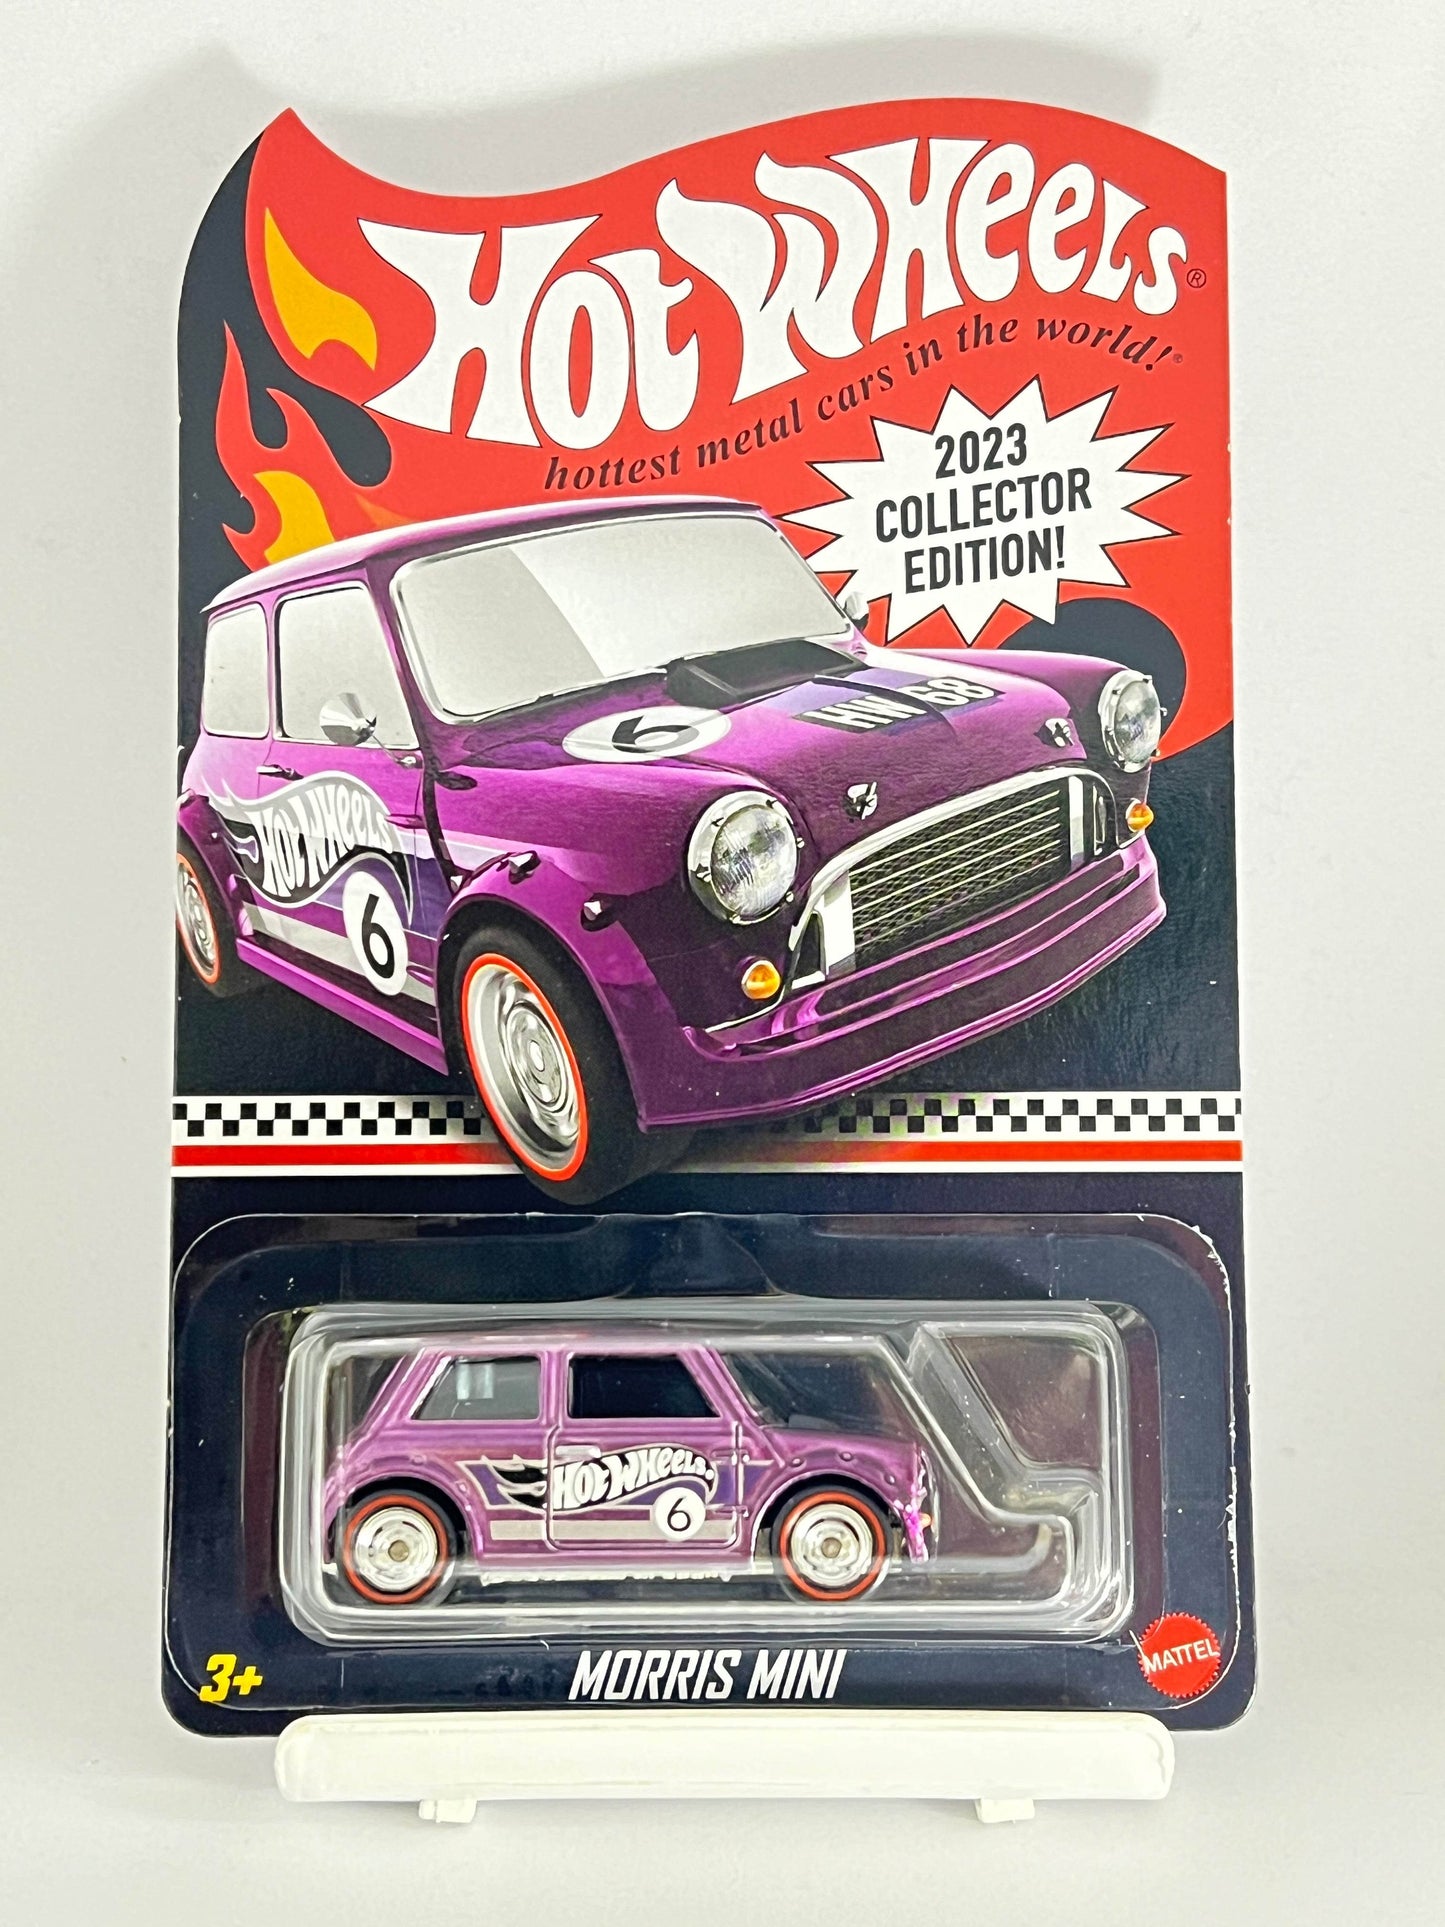 HOT WHEELS®
hottest metal cars in the world!
2023
COLLECTOR
EDITION!
6
HW 68
HOT WHEELS
6
HOT WHEELS
6
3+
MORRIS MINI
MATTEL